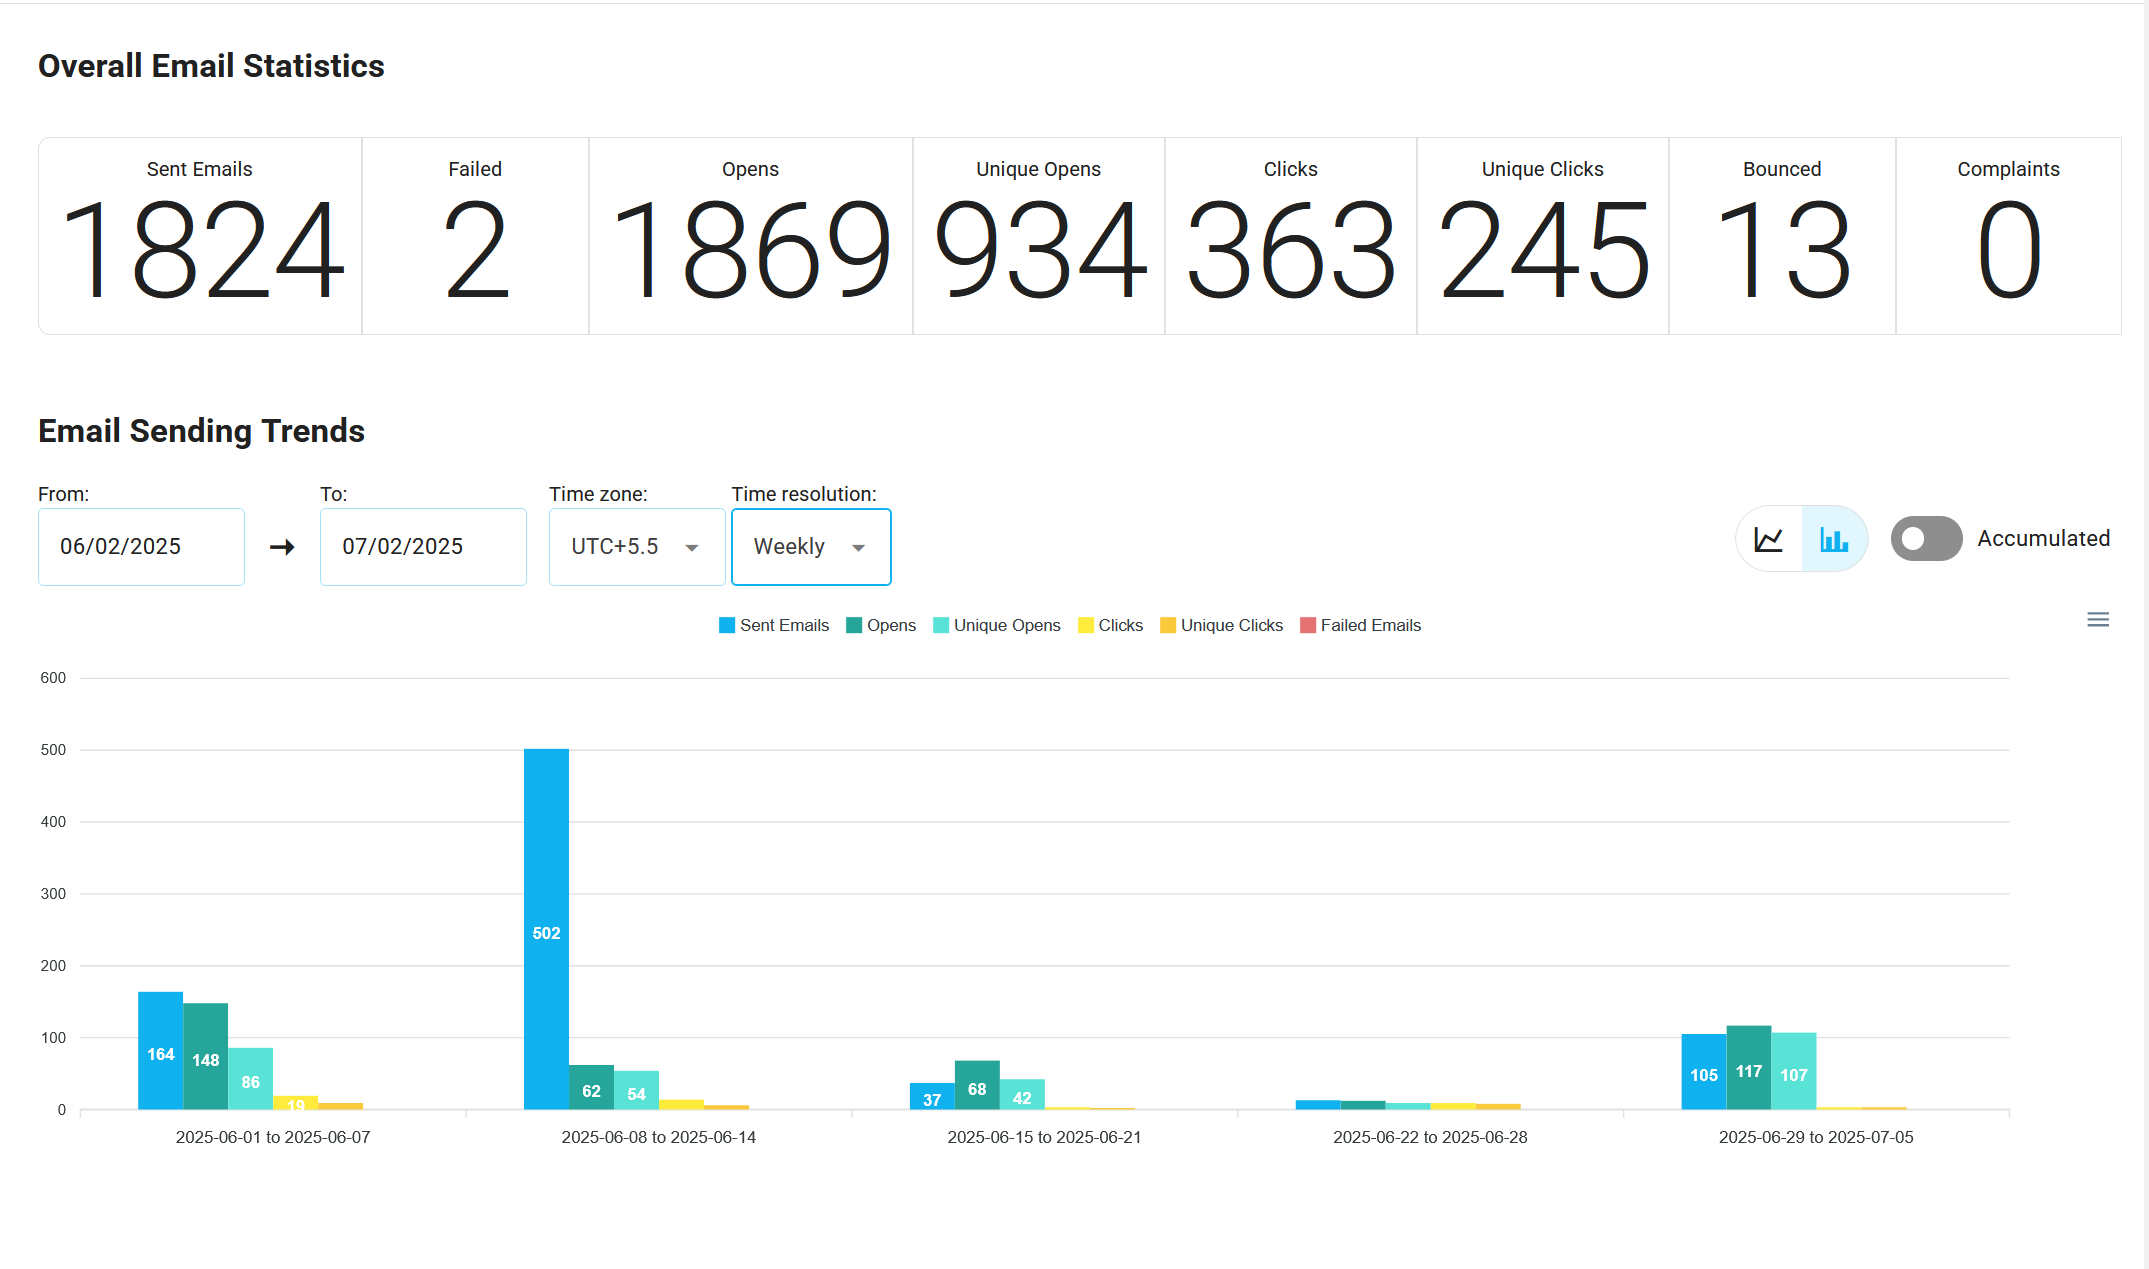 Overall Email Statistics
Sent Emails Failed Opens Unique Opens Clicks Unique Clicks Bounced Complaints
1824 2 1869 934 363 245 13 0
Email Sending Trends
From: To: Time zone: Time resolution:
06/02/2025 07/02/2025 UTC+5.5 Weekly Accumulated
Sent Emails Opens Unique Opens Clicks Unique Clicks Failed Emails
600
500
400
300
502
200
100
164 148 86 19
62 54
37 68 42
105 117 107
0
2025-06-01 to 2025-06-07 2025-06-08 to 2025-06-14 2025-06-15 to 2025-06-21 2025-06-22 to 2025-06-28 2025-06-29 to 2025-07-05